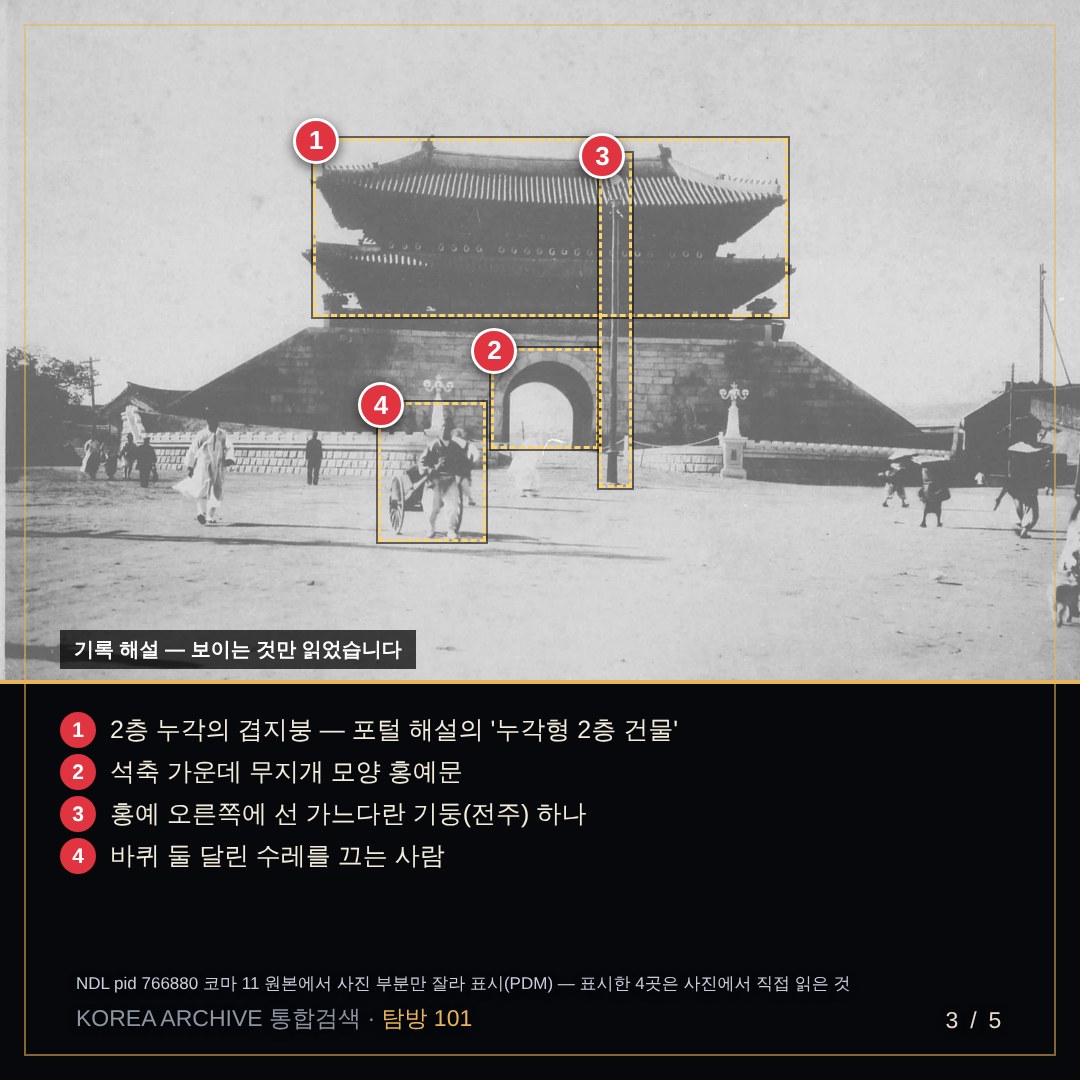 1
3
2
4
기록 해설 — 보이는 것만 읽었습니다
1 2층 누각의 겹지붕 — 포털 해설의 '누각형 2층 건물'
2 석축 가운데 무지개 모양 홍예문
3 홍예 오른쪽에 선 가느다란 기둥(전주) 하나
4 바퀴 둘 달린 수레를 끄는 사람
NDL pid 766880 코마 11 원본에서 사진 부분만 잘라 표시(PDM) — 표시한 4곳은 사진에서 직접 읽은 것
KOREA ARCHIVE 통합검색 · 탐방 101
3 / 5